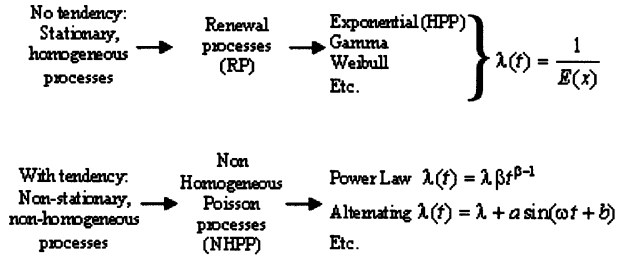 No tendency:
Stationary,
homogeneous
processes
Renewal
processes
(RP)
Exponential (HPP)
Gamma
Weibull
Etc.
λ(t) = 1 / E(x)
With tendency:
Non-stationary,
non-homogeneous
processes
Non
Homogeneous
Poisson
processes
(NHPP)
Power Law λ(t) = λβt^{β−1}
Alternating λ(t) = λ + a sin(ωt + b)
Etc.